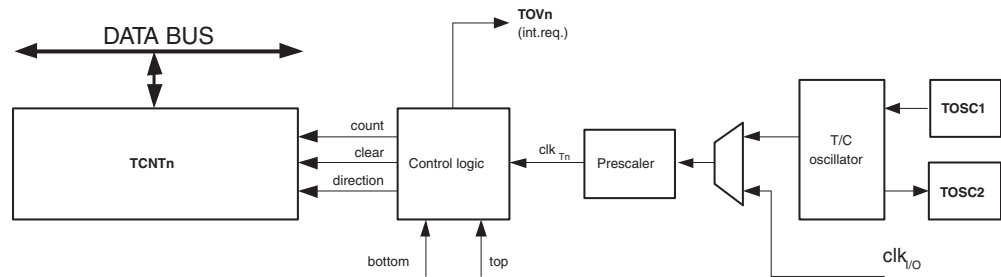 TOVn
(int.req.)
DATA BUS
TCNTn
count
clear
direction
Control logic
clk Tn
Prescaler
T/C
oscillator
TOSC1
TOSC2
bottom
top
clk I/O